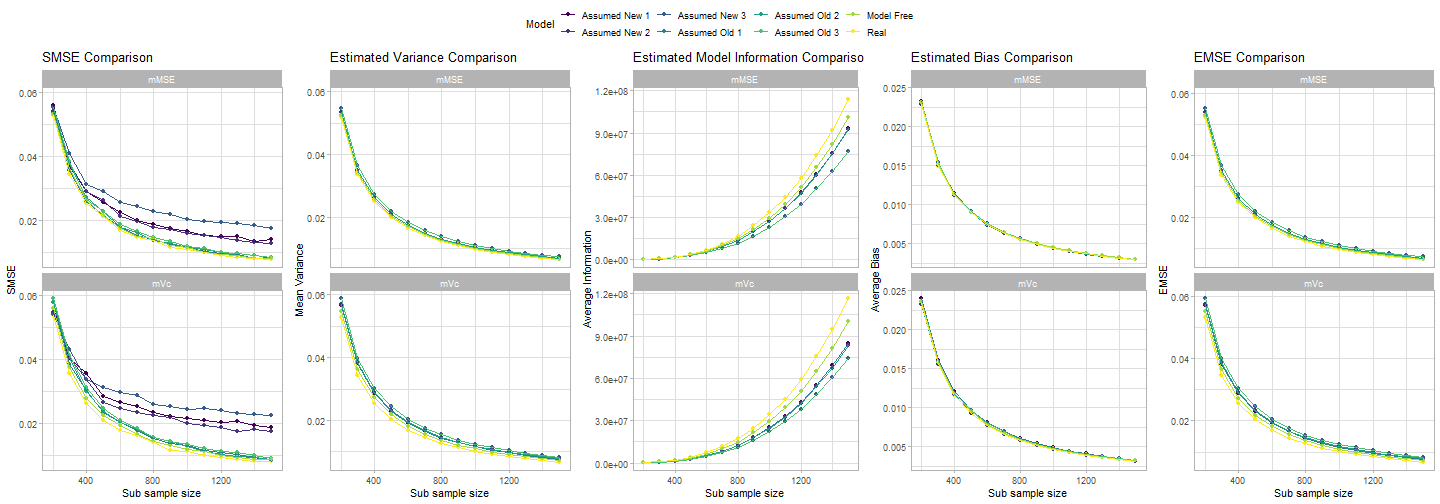 Model
Assumed New 1
Assumed New 3
Assumed Old 2
Model Free
Assumed New 2
Assumed Old 1
Assumed Old 3
Real
SMSE Comparison
Estimated Variance Comparison
Estimated Model Information Compariso
Estimated Bias Comparison
EMSE Comparison
mMSE
mMSE
mMSE
mMSE
mMSE
0.06
0.04
0.02
0.06
0.04
0.02
1.2e+08
9.0e+07
6.0e+07
3.0e+07
0.0e+00
0.025
0.020
0.015
0.010
0.005
0.06
0.04
0.02
SMSE
Mean Variance
Average Information
Average Bias
EMSE
mVc
mVc
mVc
mVc
mVc
0.06
0.04
0.02
0.06
0.04
0.02
1.2e+08
9.0e+07
6.0e+07
3.0e+07
0.0e+00
0.025
0.020
0.015
0.010
0.005
0.06
0.04
0.02
400 800 1200
400 800 1200
400 800 1200
400 800 1200
400 800 1200
Sub sample size
Sub sample size
Sub sample size
Sub sample size
Sub sample size